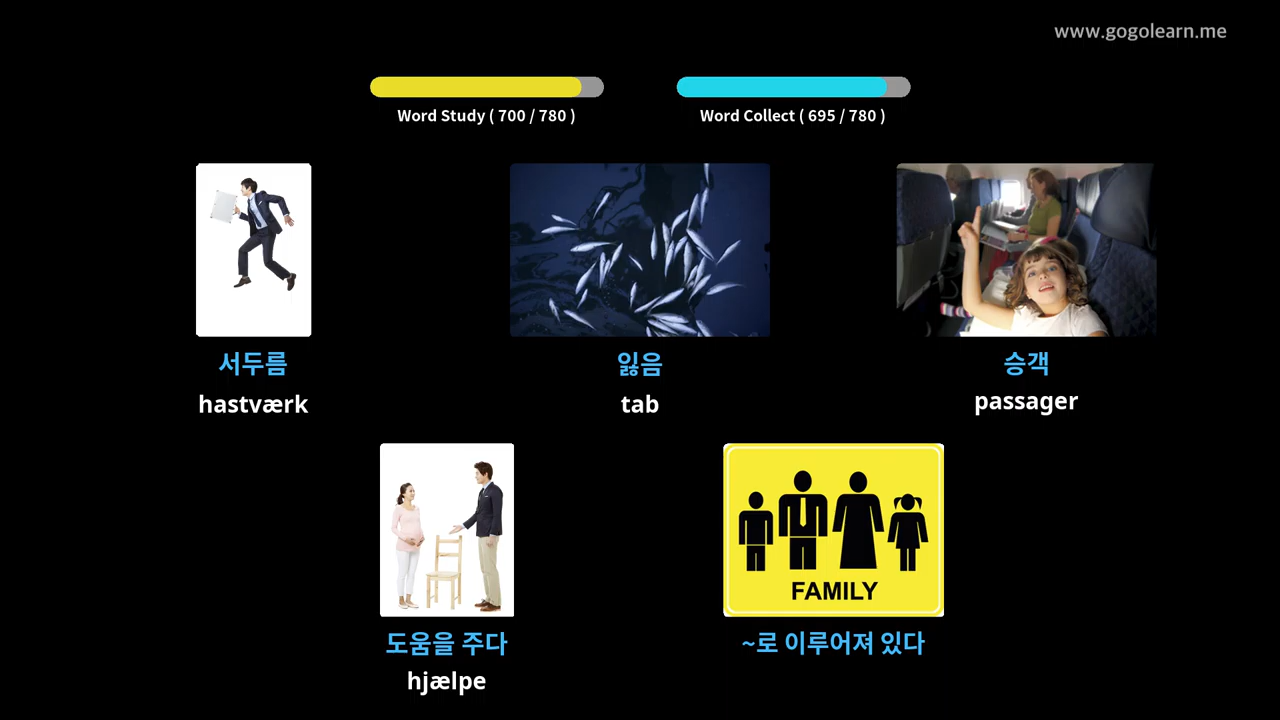 www.gogolearn.me
Word Study ( 700 / 780 )
Word Collect ( 695 / 780 )
서두름
잃음
승객
hastværk
tab
passager
FAMILY
도움을 주다
~로 이루어져 있다
hjælpe